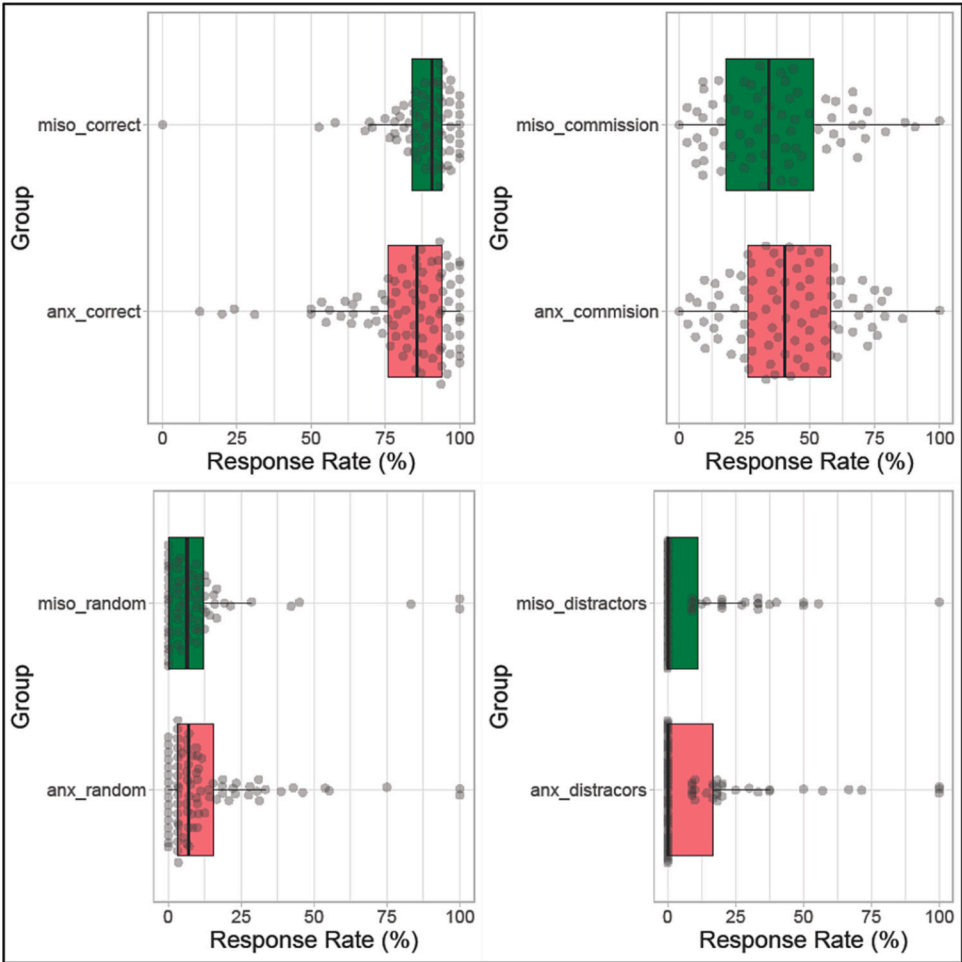 Group
miso_correct
anx_correct
0 25 50 75 100
Response Rate (%)
Group
miso_commission
anx_commision
0 25 50 75 100
Response Rate (%)
Group
miso_random
anx_random
0 25 50 75 100
Response Rate (%)
Group
miso_distractors
anx_distracors
0 25 50 75 100
Response Rate (%)